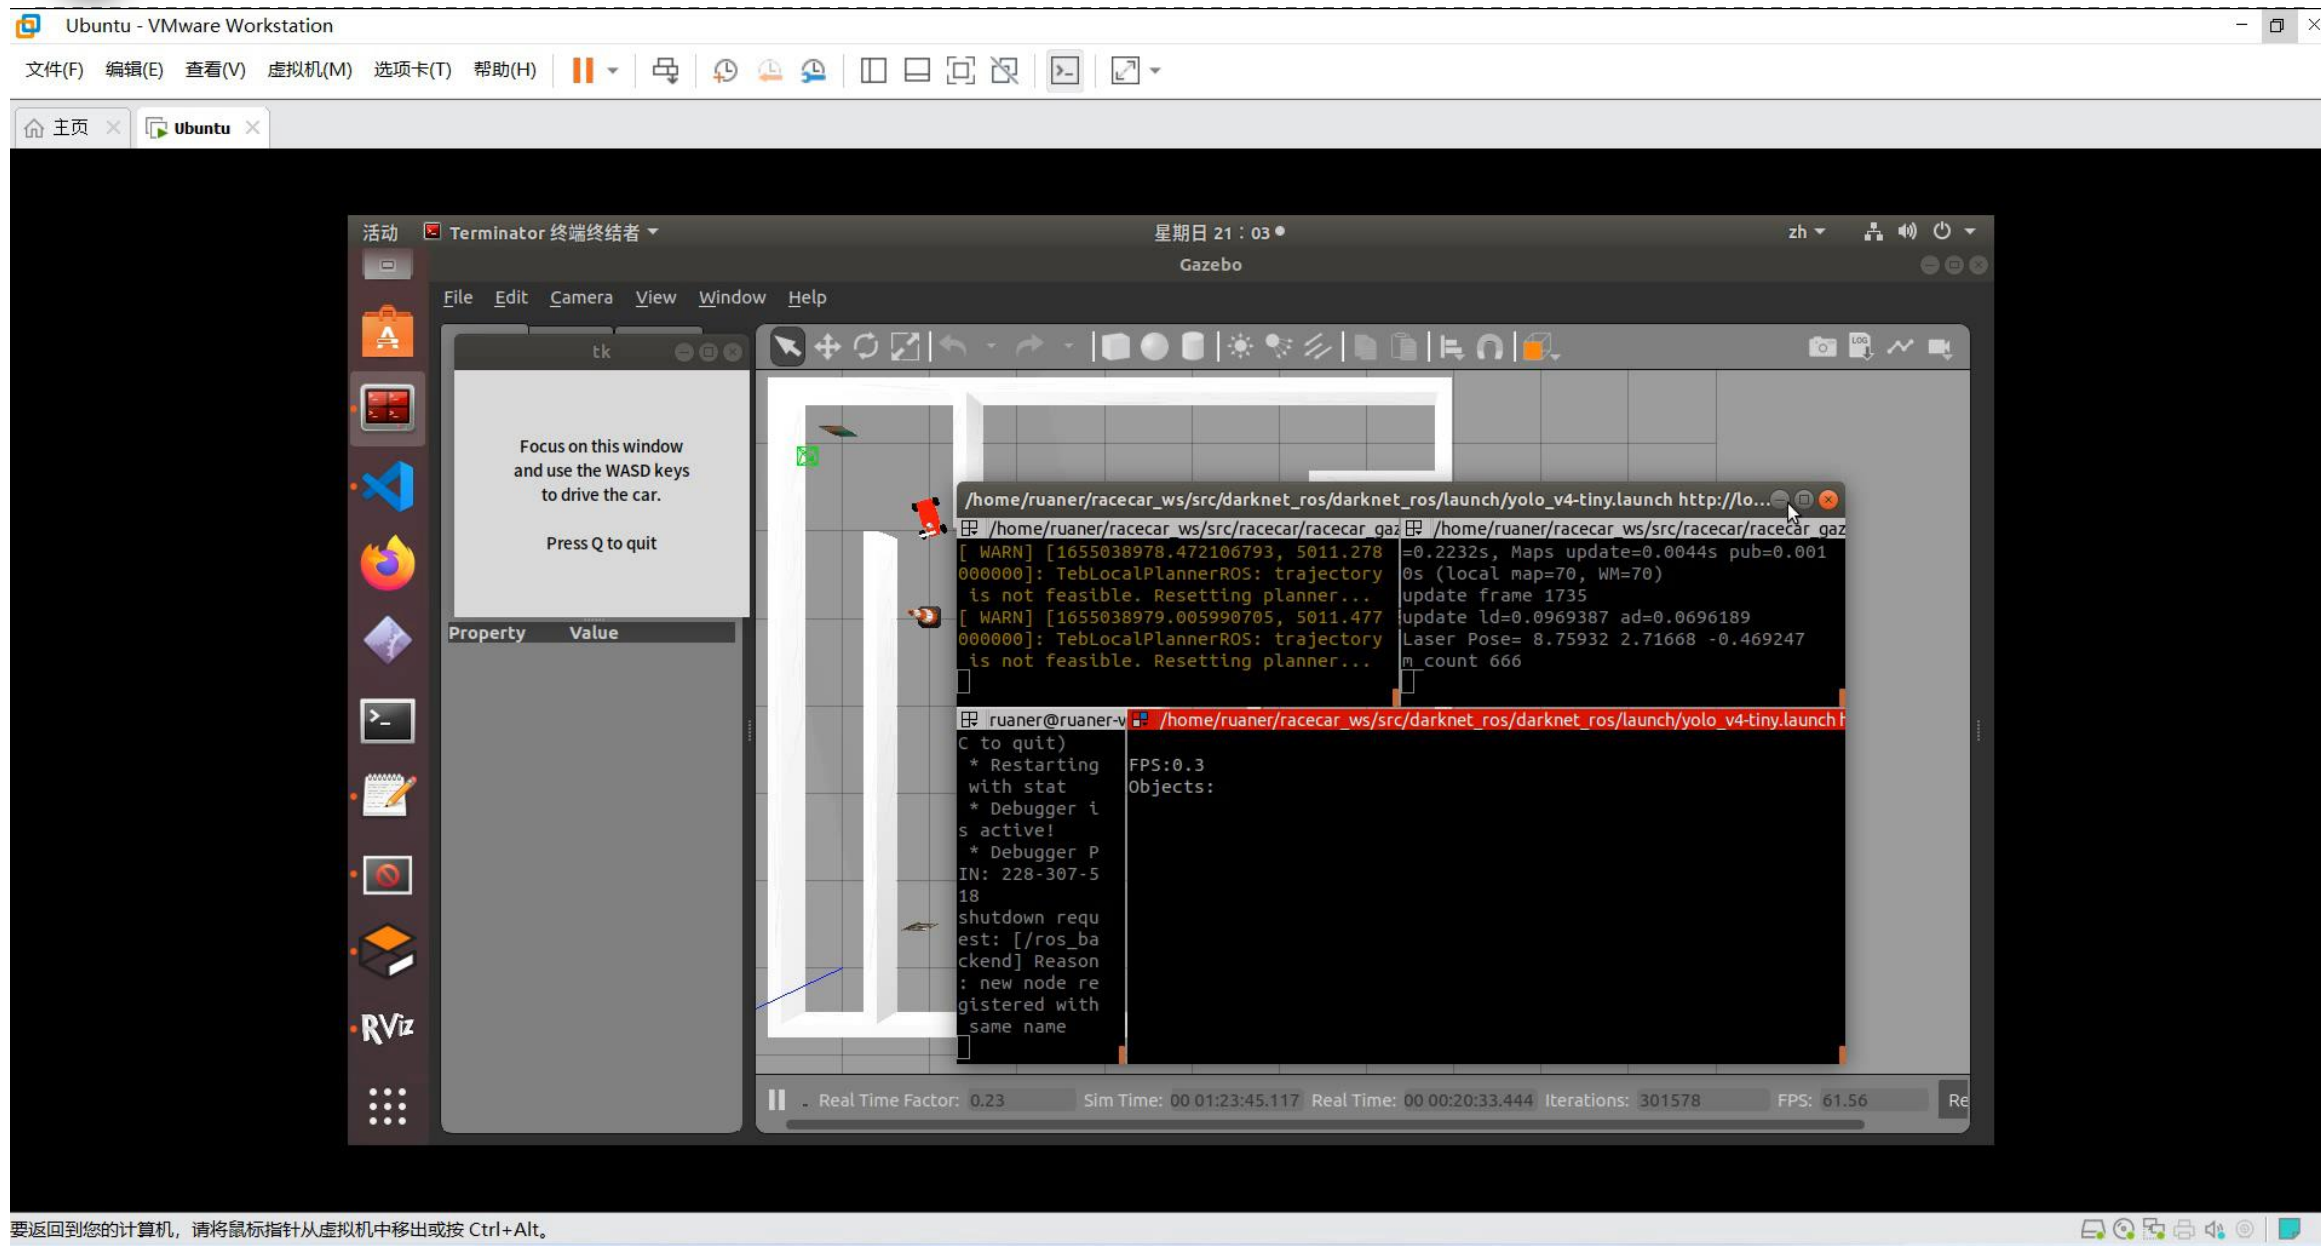 Ubuntu - VMware Workstation
文件(F) 编辑(E) 查看(V) 虚拟机(M) 选项卡(T) 帮助(H)
主页 Ubuntu
活动 Terminator 终端终结者 星期日 21：03 zh
Gazebo
File Edit Camera View Window Help
tk
Focus on this window
and use the WASD keys
to drive the car.
Press Q to quit
Property Value
/home/ruaner/racecar_ws/src/darknet_ros/darknet_ros/launch/yolo_v4-tiny.launch http://lo...
/home/ruaner/racecar_ws/src/racecar/racecar_gaz
[ WARN] [1655038978.472106793, 5011.278
000000]: TebLocalPlannerROS: trajectory
is not feasible. Resetting planner...
[ WARN] [1655038979.005990705, 5011.477
000000]: TebLocalPlannerROS: trajectory
is not feasible. Resetting planner...
/home/ruaner/racecar_ws/src/racecar/racecar_gaz
=0.2232s, Maps update=0.0044s pub=0.001
0s (local map=70, WM=70)
update frame 1735
update ld=0.0969387 ad=0.0696189
Laser Pose= 8.75932 2.71668 -0.469247
m_count 666
ruaner@ruaner-v
C to quit)
* Restarting
with stat
* Debugger i
s active!
* Debugger P
IN: 228-307-5
18
shutdown requ
est: [/ros_ba
ckend] Reason
: new node re
gistered with
same name
/home/ruaner/racecar_ws/src/darknet_ros/darknet_ros/launch/yolo_v4-tiny.launch h
FPS:0.3
Objects:
RViz
Real Time Factor: 0.23 Sim Time: 00 01:23:45.117 Real Time: 00 00:20:33.444 Iterations: 301578 FPS: 61.56 Re
要返回到您的计算机，请将鼠标指针从虚拟机中移出或按 Ctrl+Alt。